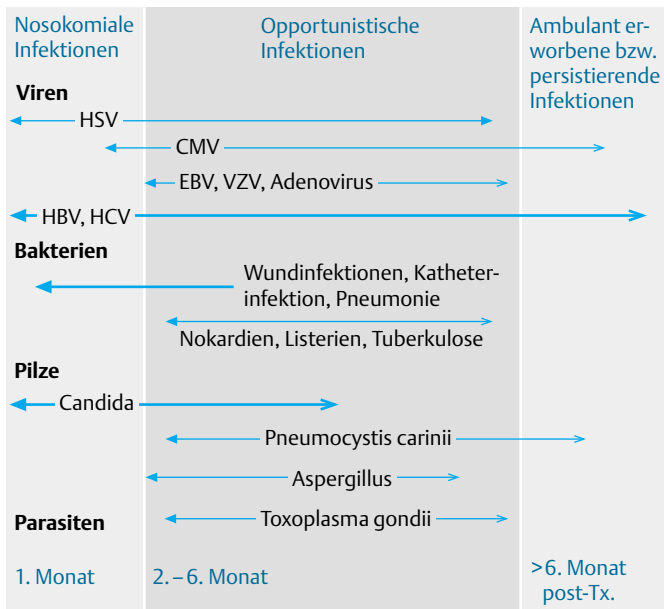 Nosokomiale
Infektionen
Opportunistische
Infektionen
Ambulant er-
worbene bzw.
persistierende
Infektionen
Viren
HSV
CMV
EBV, VZV, Adenovirus
HBV, HCV
Bakterien
Wundinfektionen, Katheter-
infektion, Pneumonie
Nokardien, Listerien, Tuberkulose
Pilze
Candida
Pneumocystis carinii
Aspergillus
Parasiten
Toxoplasma gondii
1. Monat
2. – 6. Monat
>6. Monat
post-Tx.